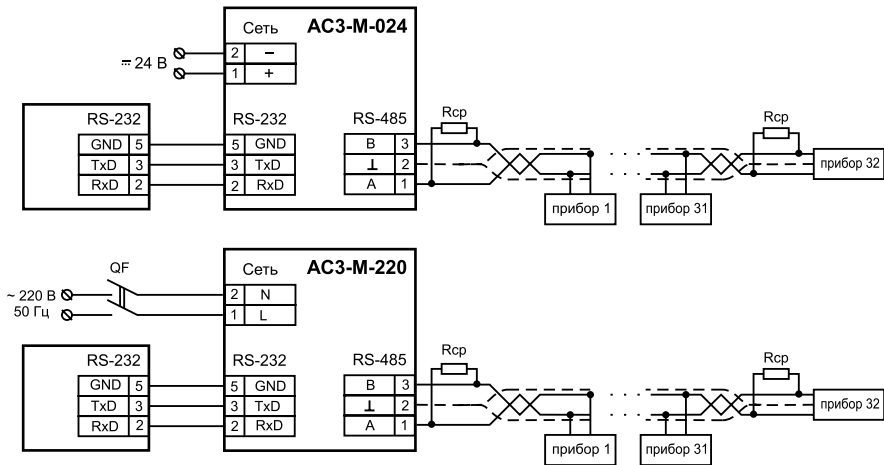 Сеть АС3-М-024
2 –
= 24 В
1 +
RS-232 RS-232 RS-485 Rср Rср
GND 5 5 GND B 3
TxD 3 3 TxD ⊥ 2 прибор 32
RxD 2 2 RxD A 1
прибор 1 прибор 31
QF Сеть АС3-М-220
~ 220 В 2 N
50 Гц 1 L
RS-232 RS-232 RS-485 Rср Rср
GND 5 5 GND B 3
TxD 3 3 TxD ⊥ 2 прибор 32
RxD 2 2 RxD A 1
прибор 1 прибор 31